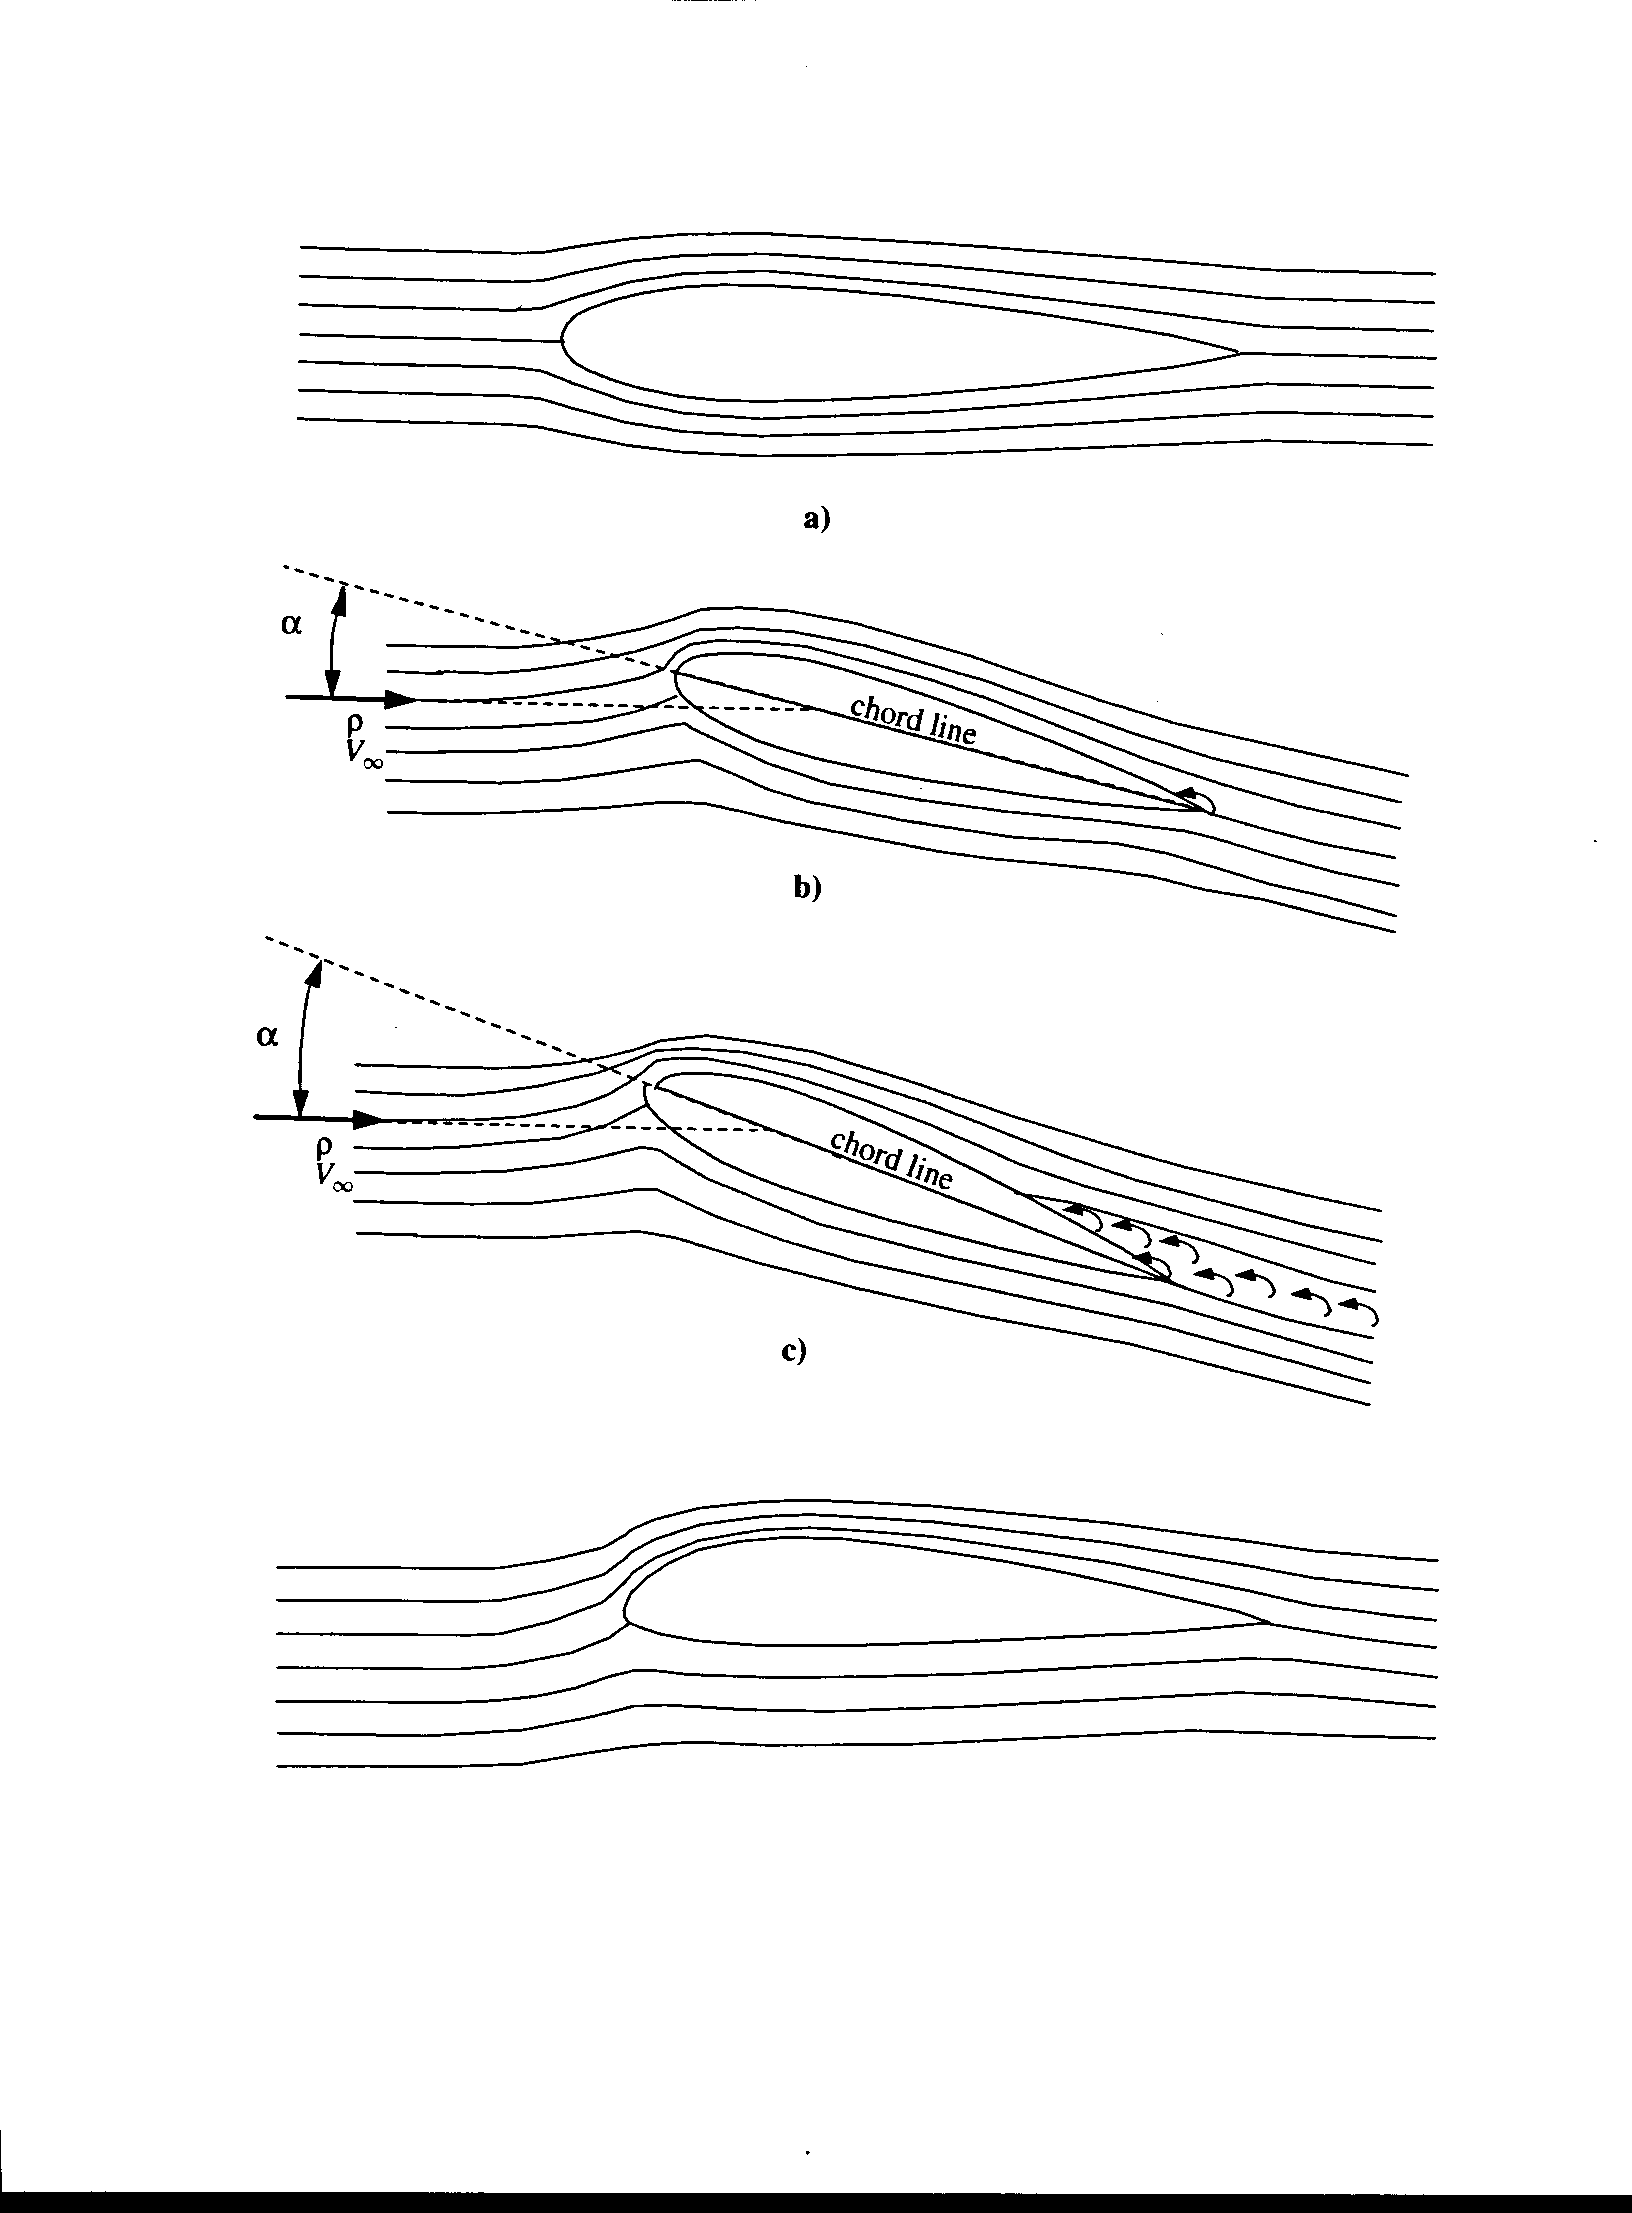 a)
α
ρ
V∞
chord line
b)
α
ρ
V∞
chord line
c)